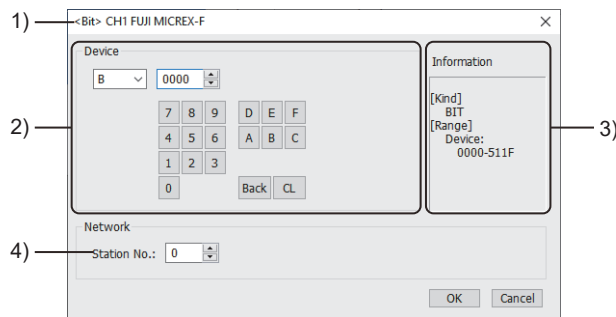 1)
<Bit> CH1 FUJI MICREX-F
Device
B 0000
7 8 9 D E F
4 5 6 A B C
1 2 3
0 Back CL
2)
Information
[Kind]
BIT
[Range]
Device:
0000-511F
3)
Network
4)
Station No.: 0
OK Cancel